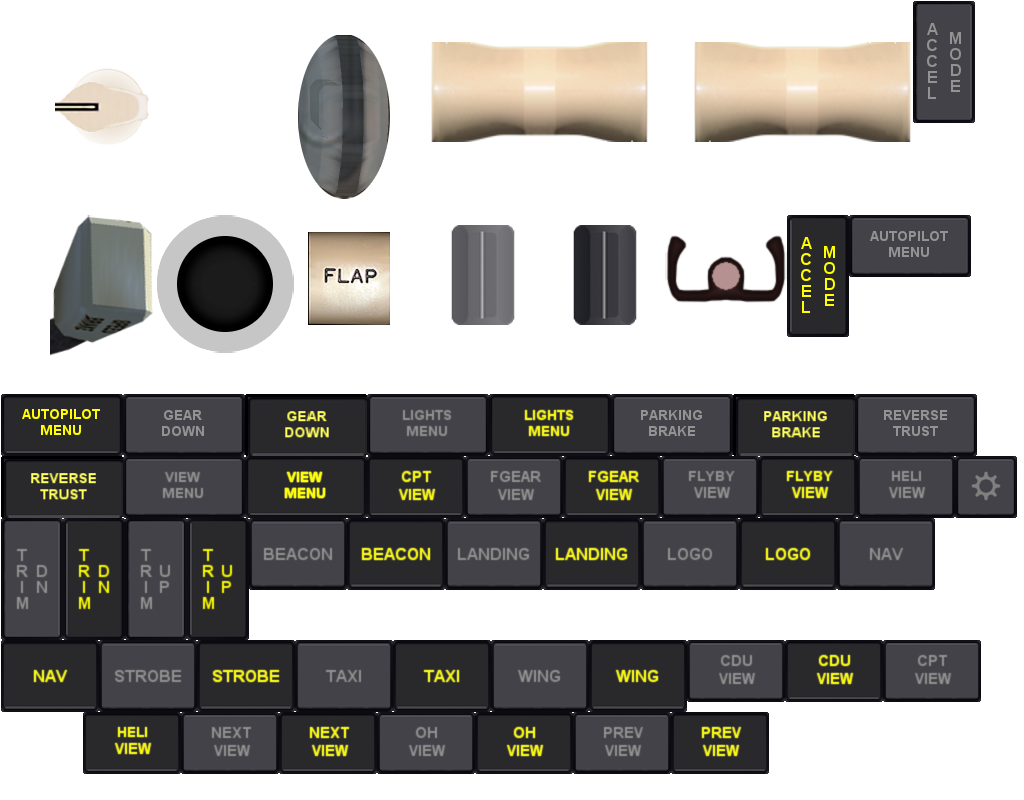 ACCEL MODE
FLAP
ACCEL MODE
AUTOPILOT
MENU
AUTOPILOT
MENU
GEAR
DOWN
GEAR
DOWN
LIGHTS
MENU
LIGHTS
MENU
PARKING
BRAKE
PARKING
BRAKE
REVERSE
TRUST
REVERSE
TRUST
VIEW
MENU
VIEW
MENU
CPT
VIEW
FGEAR
VIEW
FGEAR
VIEW
FLYBY
VIEW
FLYBY
VIEW
HELI
VIEW
TRIM DN
TRIM DN
TRIM UP
TRIM UP
BEACON
BEACON
LANDING
LANDING
LOGO
LOGO
NAV
NAV
STROBE
STROBE
TAXI
TAXI
WING
WING
CDU
VIEW
CDU
VIEW
CPT
VIEW
HELI
VIEW
NEXT
VIEW
NEXT
VIEW
OH
VIEW
OH
VIEW
PREV
VIEW
PREV
VIEW